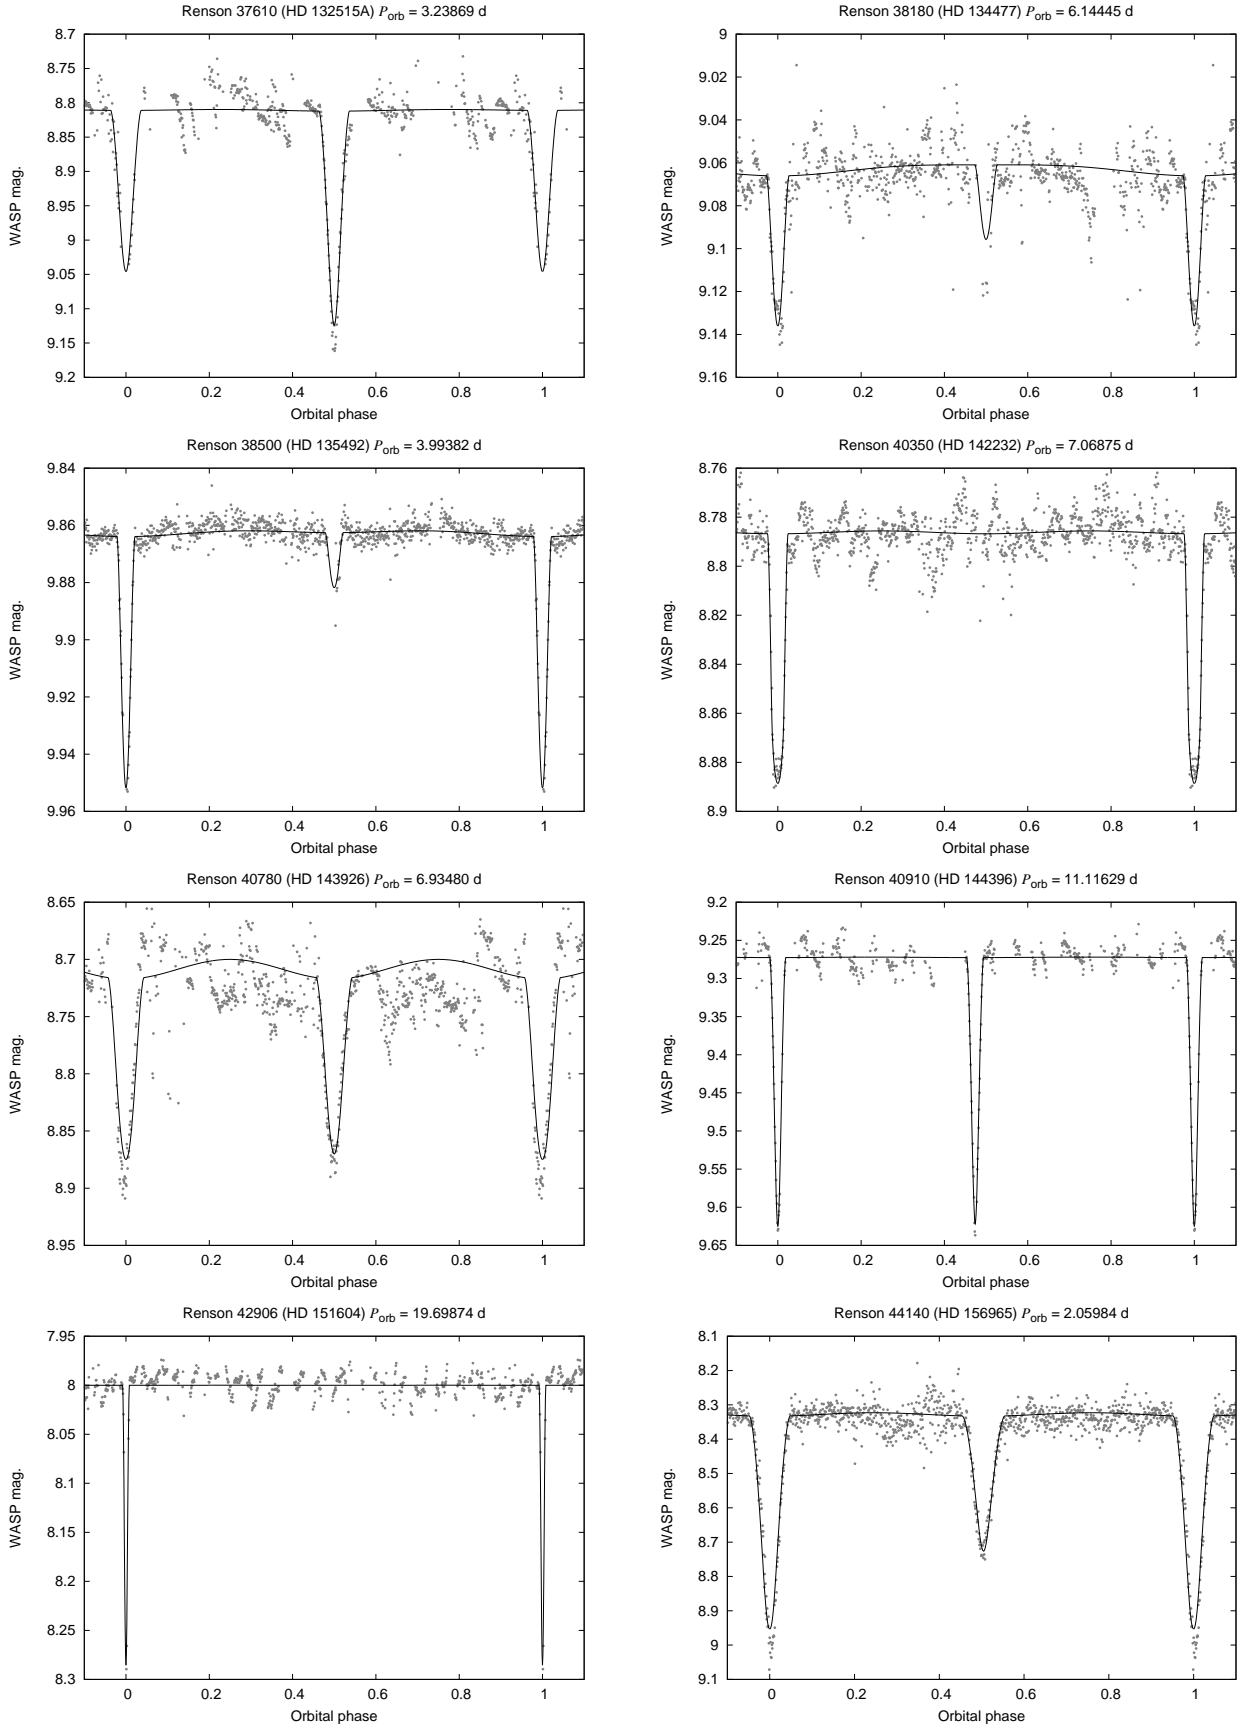 Renson 37610 (HD 132515A) Porb = 3.23869 d
8.7
8.75
8.8
8.85
8.9
8.95
9
9.05
9.1
9.15
9.2
WASP mag.
0 0.2 0.4 0.6 0.8 1
Orbital phase
Renson 38180 (HD 134477) Porb = 6.14445 d
9
9.02
9.04
9.06
9.08
9.1
9.12
9.14
9.16
WASP mag.
0 0.2 0.4 0.6 0.8 1
Orbital phase
Renson 38500 (HD 135492) Porb = 3.99382 d
9.84
9.86
9.88
9.9
9.92
9.94
9.96
WASP mag.
0 0.2 0.4 0.6 0.8 1
Orbital phase
Renson 40350 (HD 142232) Porb = 7.06875 d
8.76
8.78
8.8
8.82
8.84
8.86
8.88
8.9
WASP mag.
0 0.2 0.4 0.6 0.8 1
Orbital phase
Renson 40780 (HD 143926) Porb = 6.93480 d
8.65
8.7
8.75
8.8
8.85
8.9
8.95
WASP mag.
0 0.2 0.4 0.6 0.8 1
Orbital phase
Renson 40910 (HD 144396) Porb = 11.11629 d
9.2
9.25
9.3
9.35
9.4
9.45
9.5
9.55
9.6
9.65
WASP mag.
0 0.2 0.4 0.6 0.8 1
Orbital phase
Renson 42906 (HD 151604) Porb = 19.69874 d
7.95
8
8.05
8.1
8.15
8.2
8.25
8.3
WASP mag.
0 0.2 0.4 0.6 0.8 1
Orbital phase
Renson 44140 (HD 156965) Porb = 2.05984 d
8.1
8.2
8.3
8.4
8.5
8.6
8.7
8.8
8.9
9
9.1
WASP mag.
0 0.2 0.4 0.6 0.8 1
Orbital phase